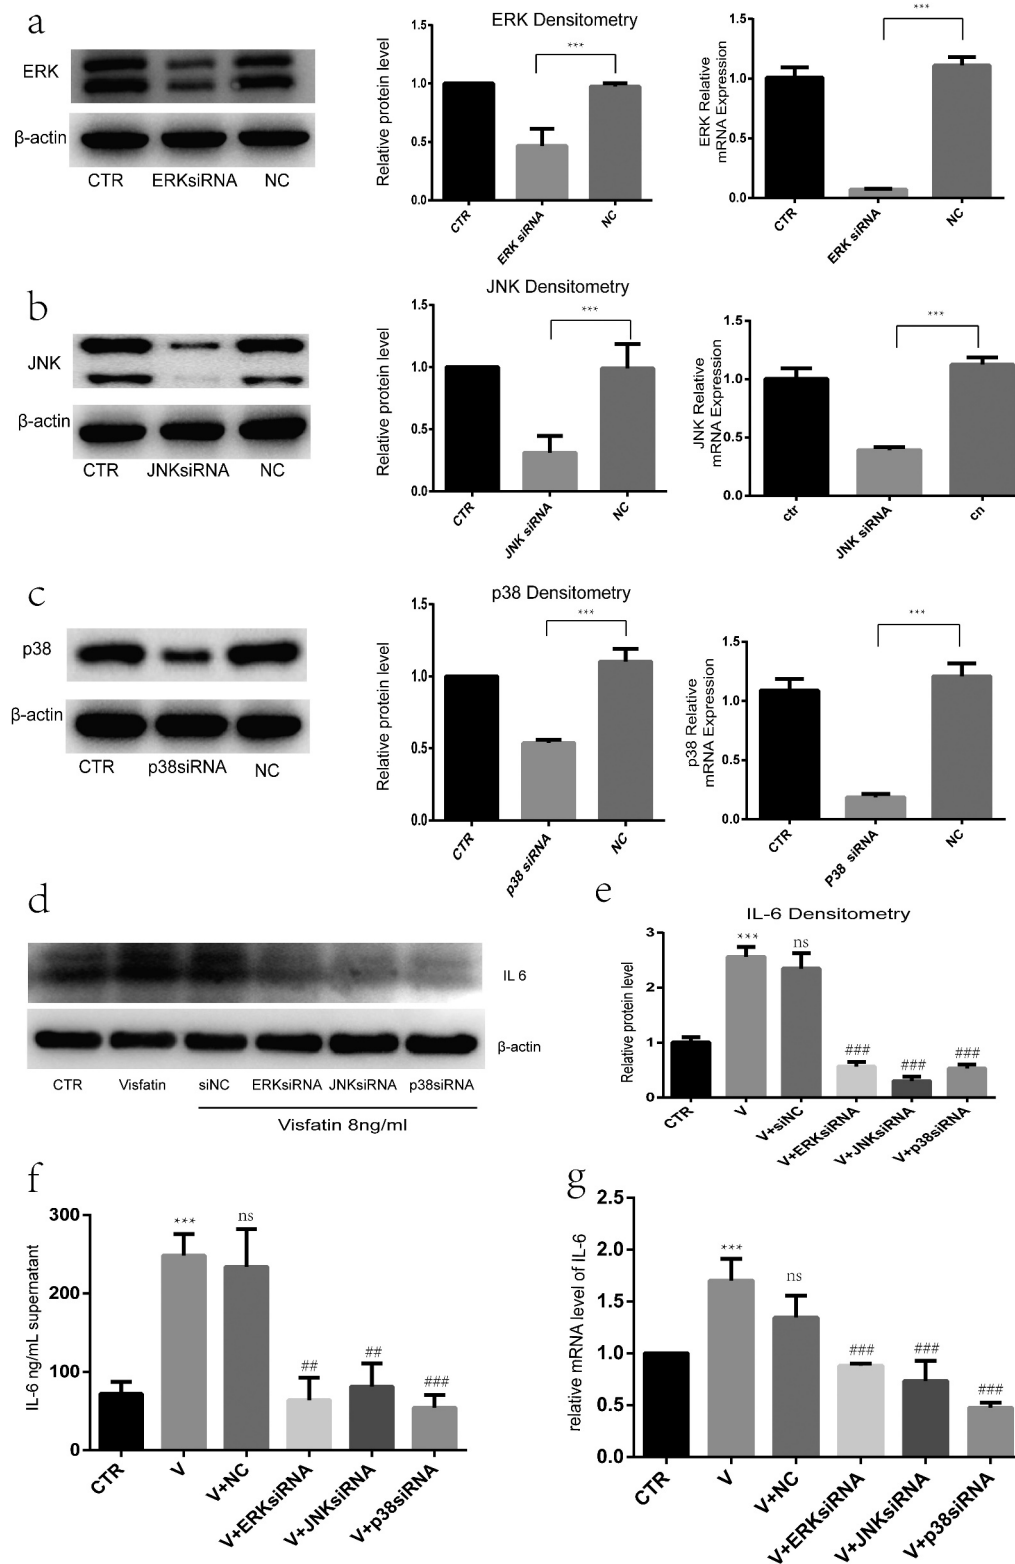 a
ERK
β-actin
CTR ERKsiRNA NC
ERK Densitometry
Relative protein level
1.5
1.0
0.5
0.0
***
CTR
ERK siRNA
NC
ERK Relative
mRNA Expression
1.5
1.0
0.5
0.0
***
CTR
ERK siRNA
NC
b
JNK
β-actin
CTR JNKsiRNA NC
JNK Densitometry
Relative protein level
1.5
1.0
0.5
0.0
***
CTR
JNK siRNA
NC
JNK Relative
mRNA Expression
1.5
1.0
0.5
0.0
***
ctr
JNK siRNA
cn
c
p38
β-actin
CTR p38siRNA NC
p38 Densitometry
Relative protein level
1.5
1.0
0.5
0.0
***
CTR
p38 siRNA
NC
p38 Relative
mRNA Expression
1.5
1.0
0.5
0.0
***
CTR
P38 siRNA
NC
d
IL 6
β-actin
CTR Visfatin siNC ERKsiRNA JNKsiRNA p38siRNA
Visfatin 8ng/ml
e
IL-6 Densitometry
Relative protein level
3
2
1
0
***
ns
###
###
###
CTR
V
V+siNC
V+ERKsiRNA
V+JNKsiRNA
V+p38siRNA
f
IL-6 ng/mL supernatant
300
200
100
0
***
ns
##
##
###
CTR
V
V+NC
V+ERKsiRNA
V+JNKsiRNA
V+p38siRNA
g
relative mRNA level of IL-6
2.5
2.0
1.5
1.0
0.5
0.0
***
ns
###
###
###
CTR
V
V+NC
V+ERKsiRNA
V+JNKsiRNA
V+p38siRNA